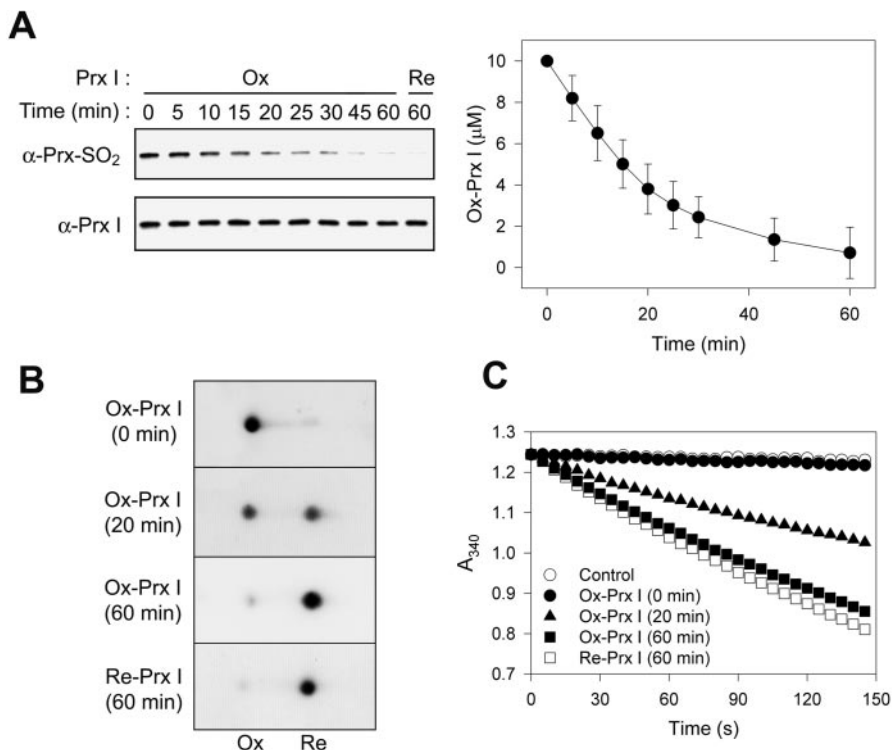 A
Prx I : Ox Re
Time (min) : 0 5 10 15 20 25 30 45 60 60
α-Prx-SO₂
α-Prx I
Ox-Prx I (μM)
10
8
6
4
2
0
0 20 40 60
Time (min)
B
Ox-Prx I
(0 min)
Ox-Prx I
(20 min)
Ox-Prx I
(60 min)
Re-Prx I
(60 min)
Ox Re
C
A₃₄₀
1.3
1.2
1.1
1.0
0.9
0.8
0.7
Control
Ox-Prx I (0 min)
Ox-Prx I (20 min)
Ox-Prx I (60 min)
Re-Prx I (60 min)
0 30 60 90 120 150
Time (s)